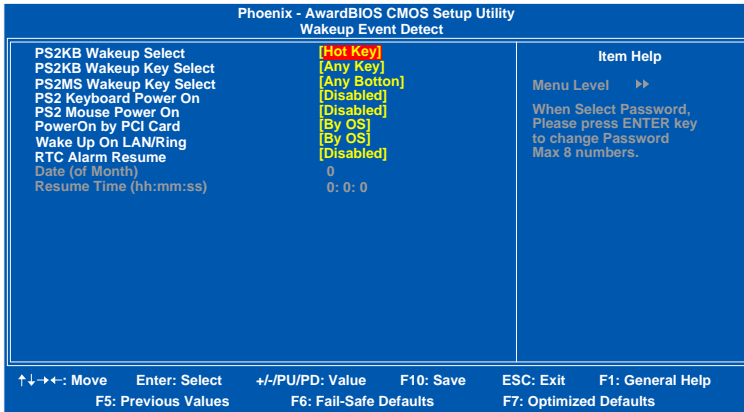 Phoenix - AwardBIOS CMOS Setup Utility
Wakeup Event Detect
PS2KB Wakeup Select [Hot Key]
PS2KB Wakeup Key Select [Any Key]
PS2MS Wakeup Key Select [Any Botton]
PS2 Keyboard Power On [Disabled]
PS2 Mouse Power On [Disabled]
PowerOn by PCI Card [By OS]
Wake Up On LAN/Ring [By OS]
RTC Alarm Resume [Disabled]
Date (of Month) 0
Resume Time (hh:mm:ss) 0: 0: 0
Item Help
Menu Level ▸▸
When Select Password,
Please press ENTER key
to change Password
Max 8 numbers.
↑↓→←: Move Enter: Select +/-/PU/PD: Value F10: Save ESC: Exit F1: General Help
F5: Previous Values F6: Fail-Safe Defaults F7: Optimized Defaults